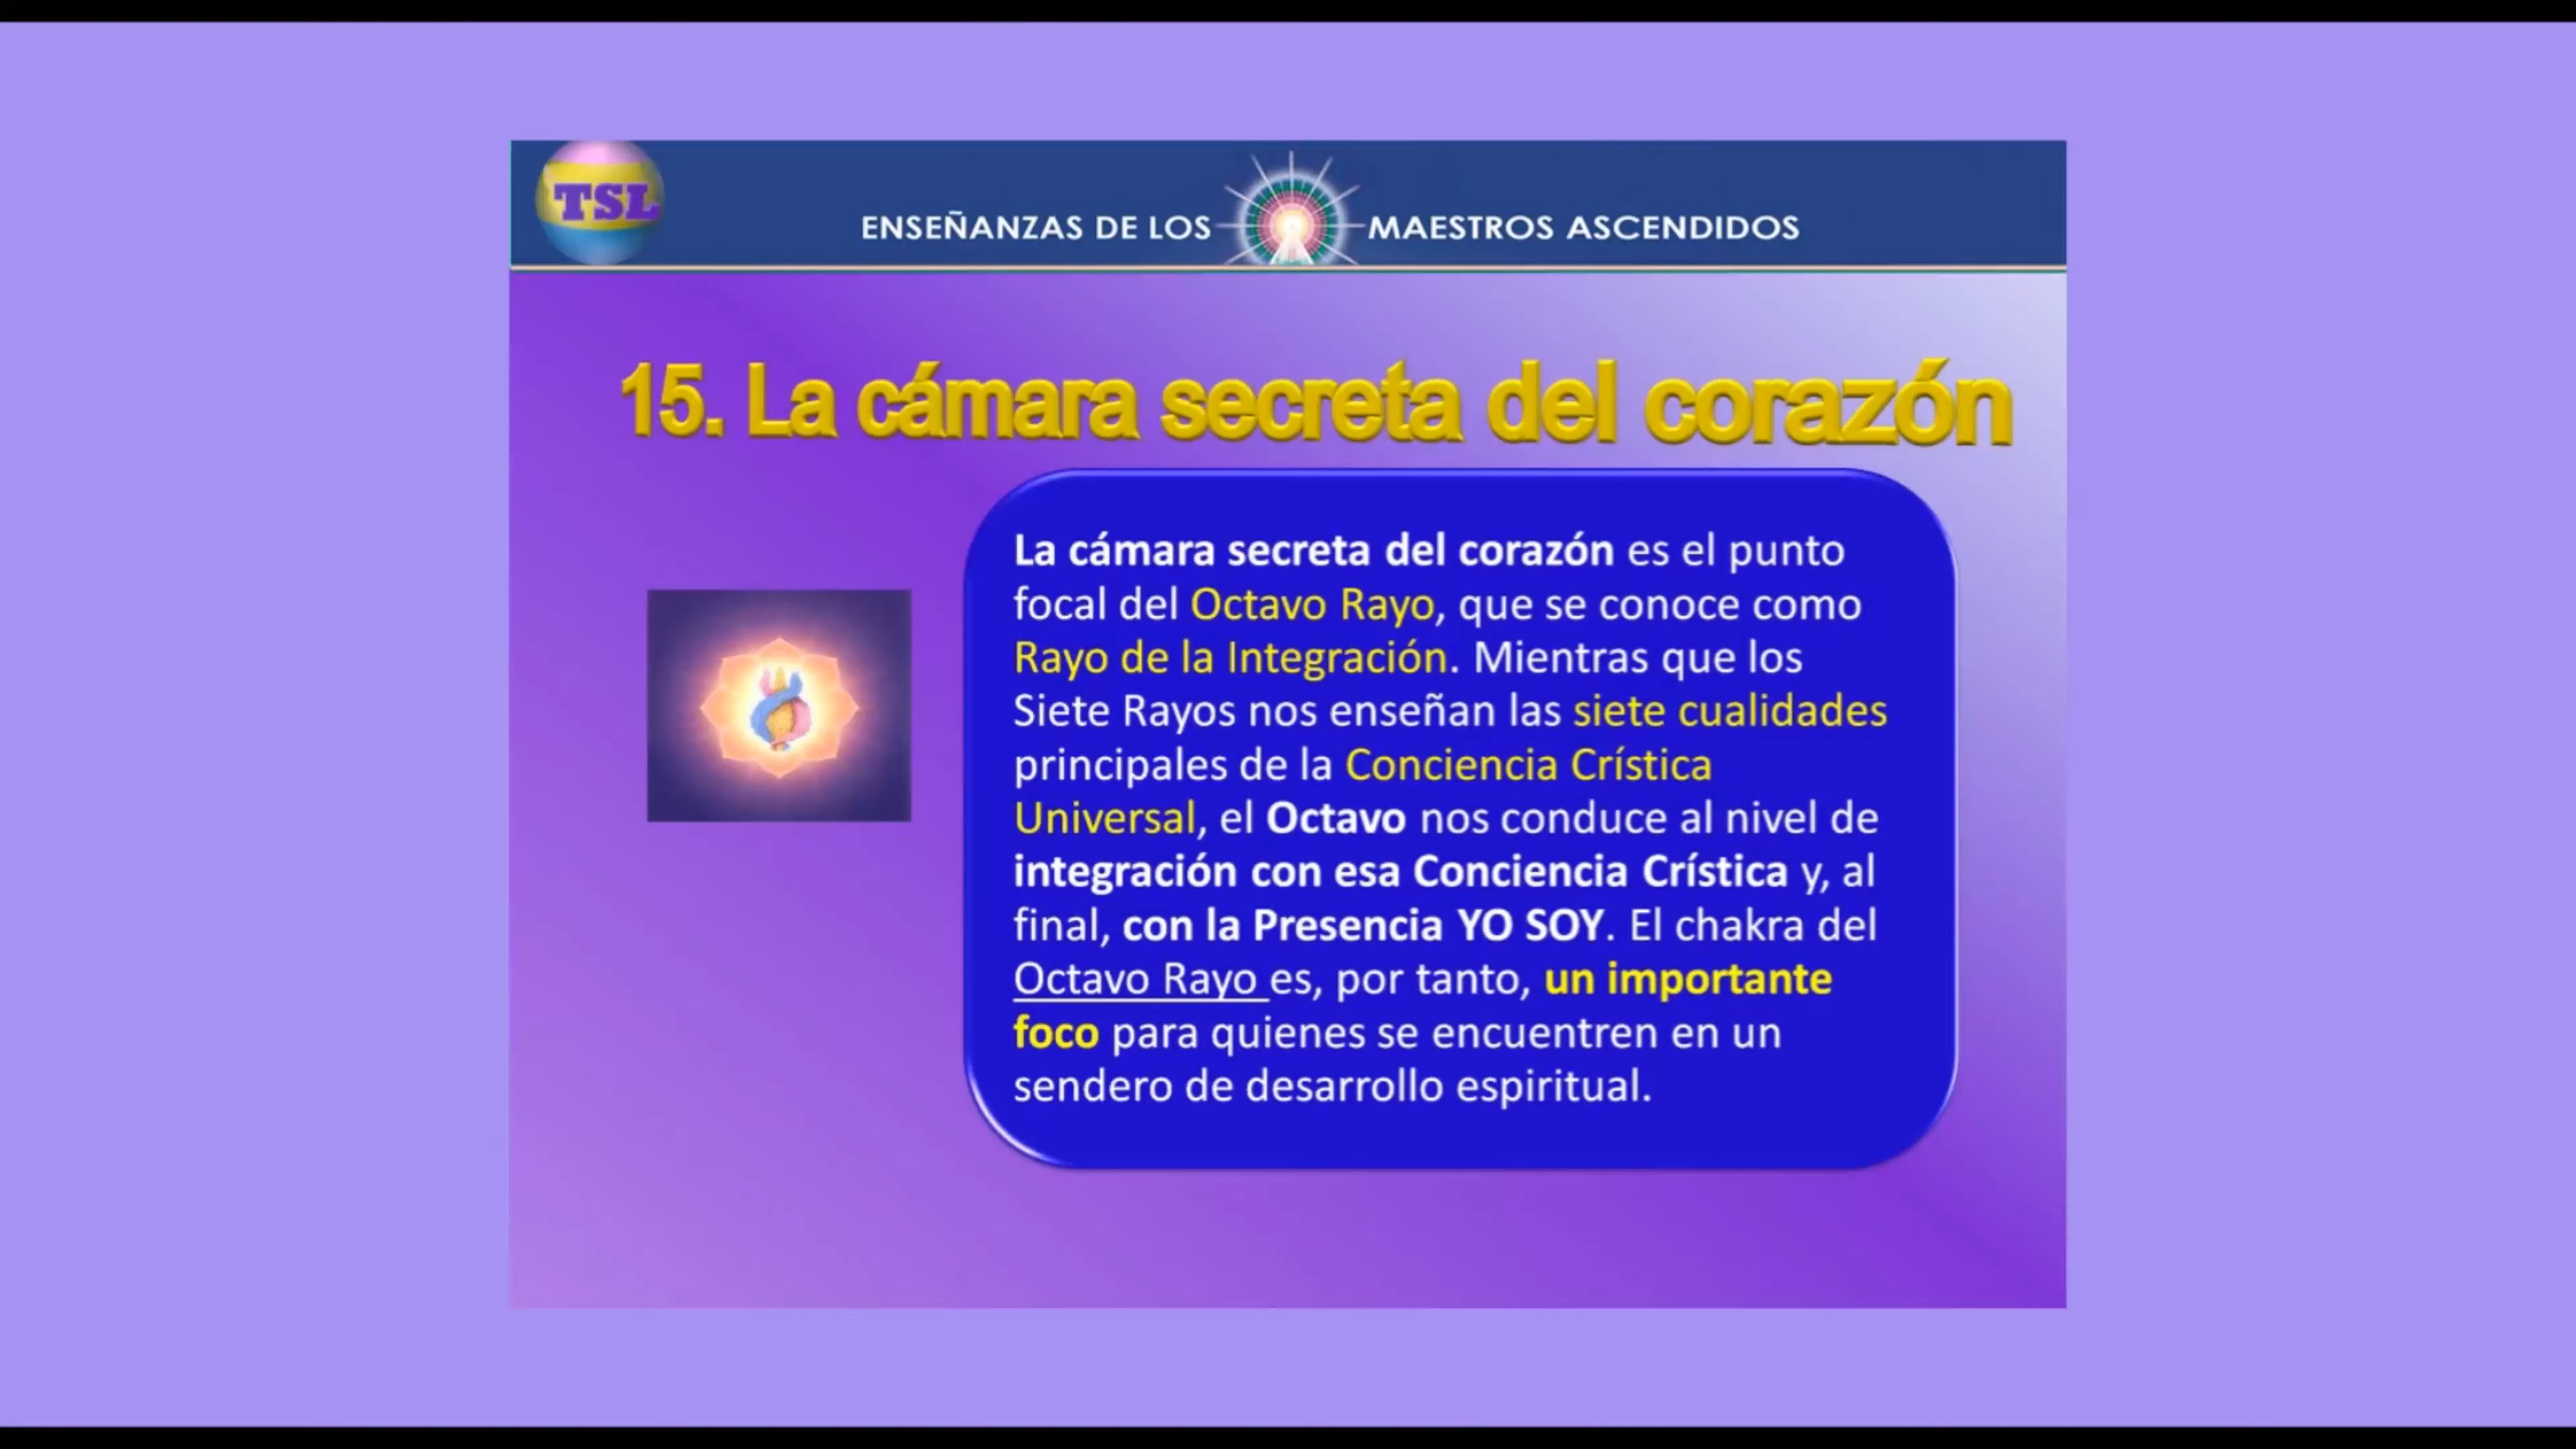 TSL
ENSEÑANZAS DE LOS MAESTROS ASCENDIDOS
15. La cámara secreta del corazón
La cámara secreta del corazón es el punto
focal del Octavo Rayo, que se conoce como
Rayo de la Integración. Mientras que los
Siete Rayos nos enseñan las siete cualidades
principales de la Conciencia Crística
Universal, el Octavo nos conduce al nivel de
integración con esa Conciencia Crística y, al
final, con la Presencia YO SOY. El chakra del
Octavo Rayo es, por tanto, un importante
foco para quienes se encuentren en un
sendero de desarrollo espiritual.